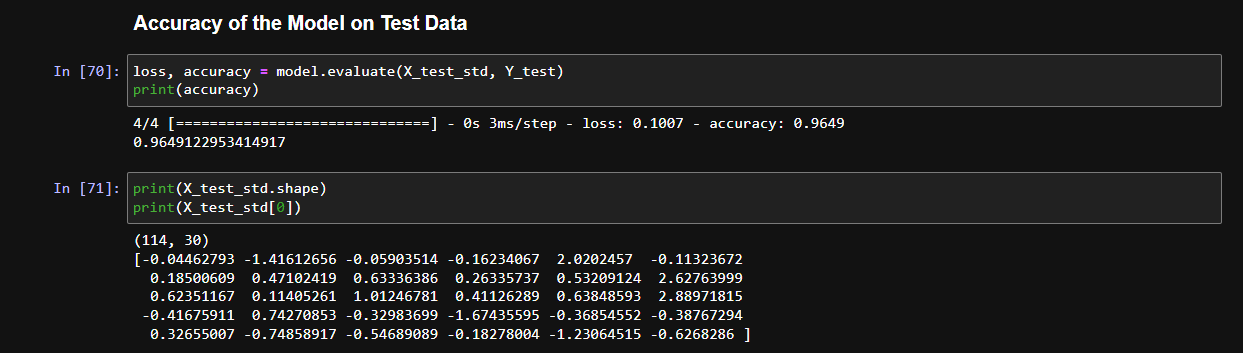 Accuracy of the Model on Test Data
In [70]: loss, accuracy = model.evaluate(X_test_std, Y_test)
print(accuracy)
4/4 [==============================] - 0s 3ms/step - loss: 0.1007 - accuracy: 0.9649
0.9649122953414917
In [71]: print(X_test_std.shape)
print(X_test_std[0])
(114, 30)
[-0.04462793 -1.41612656 -0.05903514 -0.16234067  2.0202457  -0.11323672
0.18500609  0.47102419  0.63336386  0.26335737  0.53209124  2.62763999
0.62351167  0.11405261  1.01246781  0.41126289  0.63848593  2.88971815
-0.41675911  0.74270853 -0.32983699 -1.67435595 -0.36854552 -0.38767294
0.32655007 -0.74858917 -0.54689089 -0.18278004 -1.23064515 -0.6268286 ]